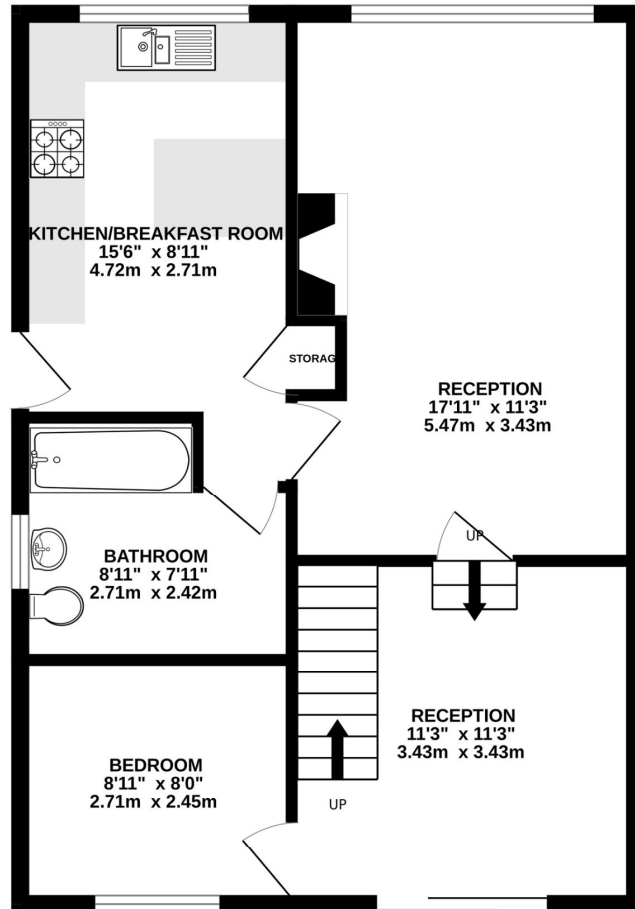 KITCHEN/BREAKFAST ROOM
15'6" x 8'11"
4.72m x 2.71m
STORAG
RECEPTION
17'11" x 11'3"
5.47m x 3.43m
UP
BATHROOM
8'11" x 7'11"
2.71m x 2.42m
RECEPTION
11'3" x 11'3"
3.43m x 3.43m
BEDROOM
8'11" x 8'0"
2.71m x 2.45m
UP